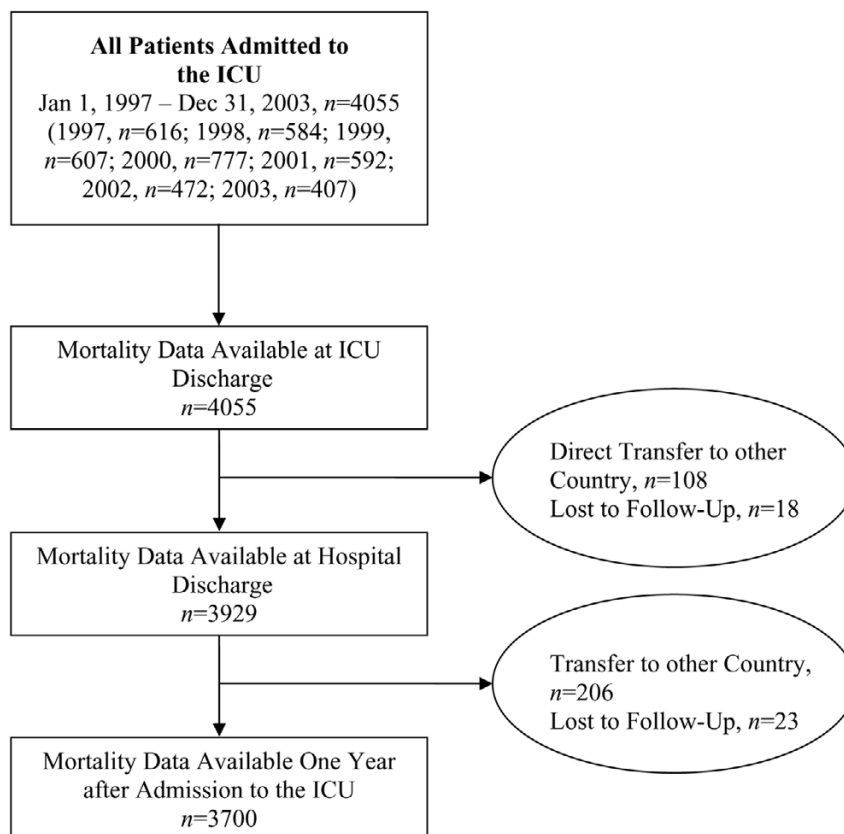 All Patients Admitted to
the ICU
Jan 1, 1997 – Dec 31, 2003, n=4055
(1997, n=616; 1998, n=584; 1999,
n=607; 2000, n=777; 2001, n=592;
2002, n=472; 2003, n=407)
Mortality Data Available at ICU
Discharge
n=4055
Direct Transfer to other
Country, n=108
Lost to Follow-Up, n=18
Mortality Data Available at Hospital
Discharge
n=3929
Transfer to other Country,
n=206
Lost to Follow-Up, n=23
Mortality Data Available One Year
after Admission to the ICU
n=3700